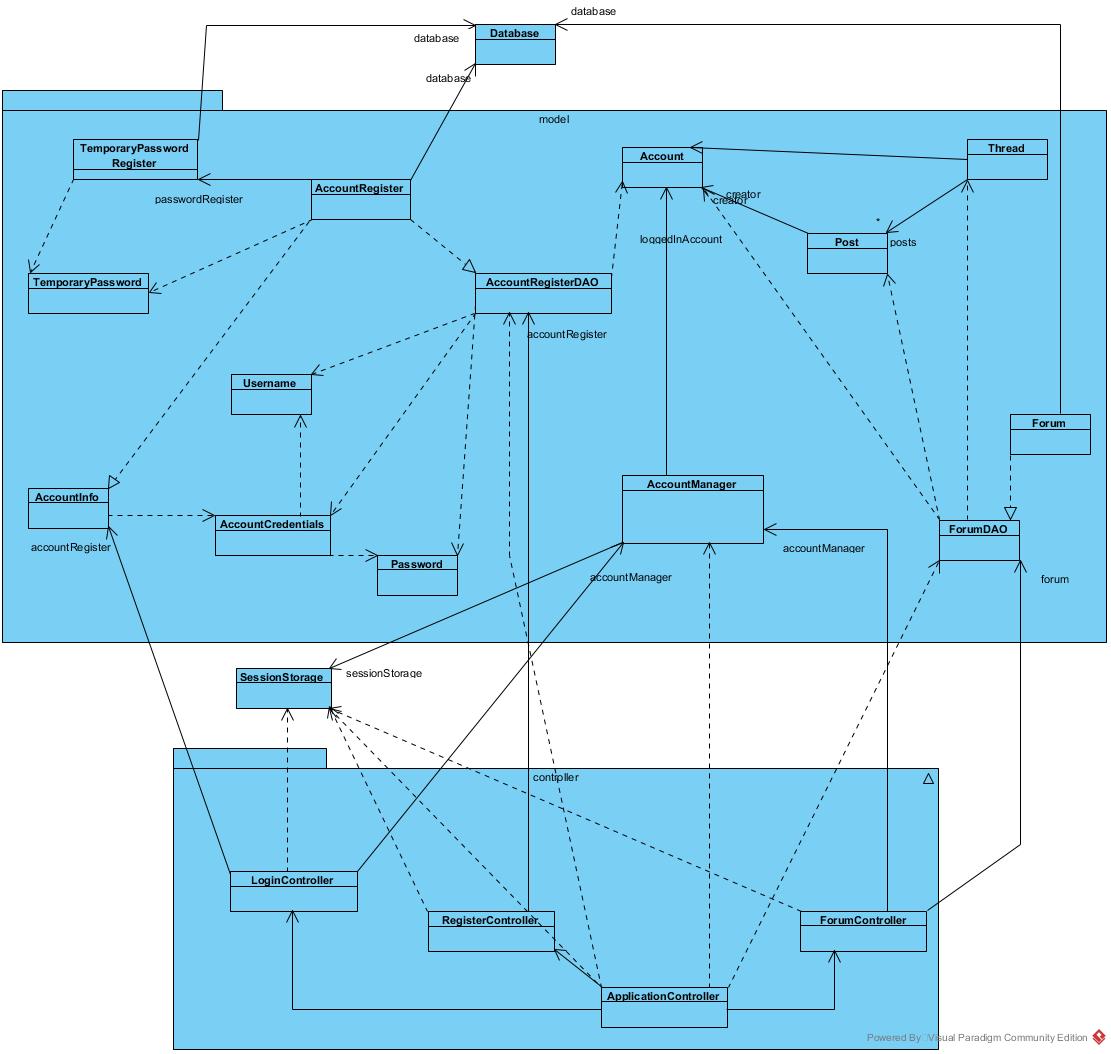 database
Database
database
database
model
TemporaryPassword
Register
Account
Thread
AccountRegister
passwordRegister
creator
creator
*
loggedInAccount
Post
posts
TemporaryPassword
AccountRegisterDAO
accountRegister
Username
Forum
AccountManager
AccountInfo
AccountCredentials
ForumDAO
accountRegister
accountManager
Password
accountManager
forum
SessionStorage
sessionStorage
controller
LoginController
RegisterController
ForumController
ApplicationController
Powered By Visual Paradigm Community Edition